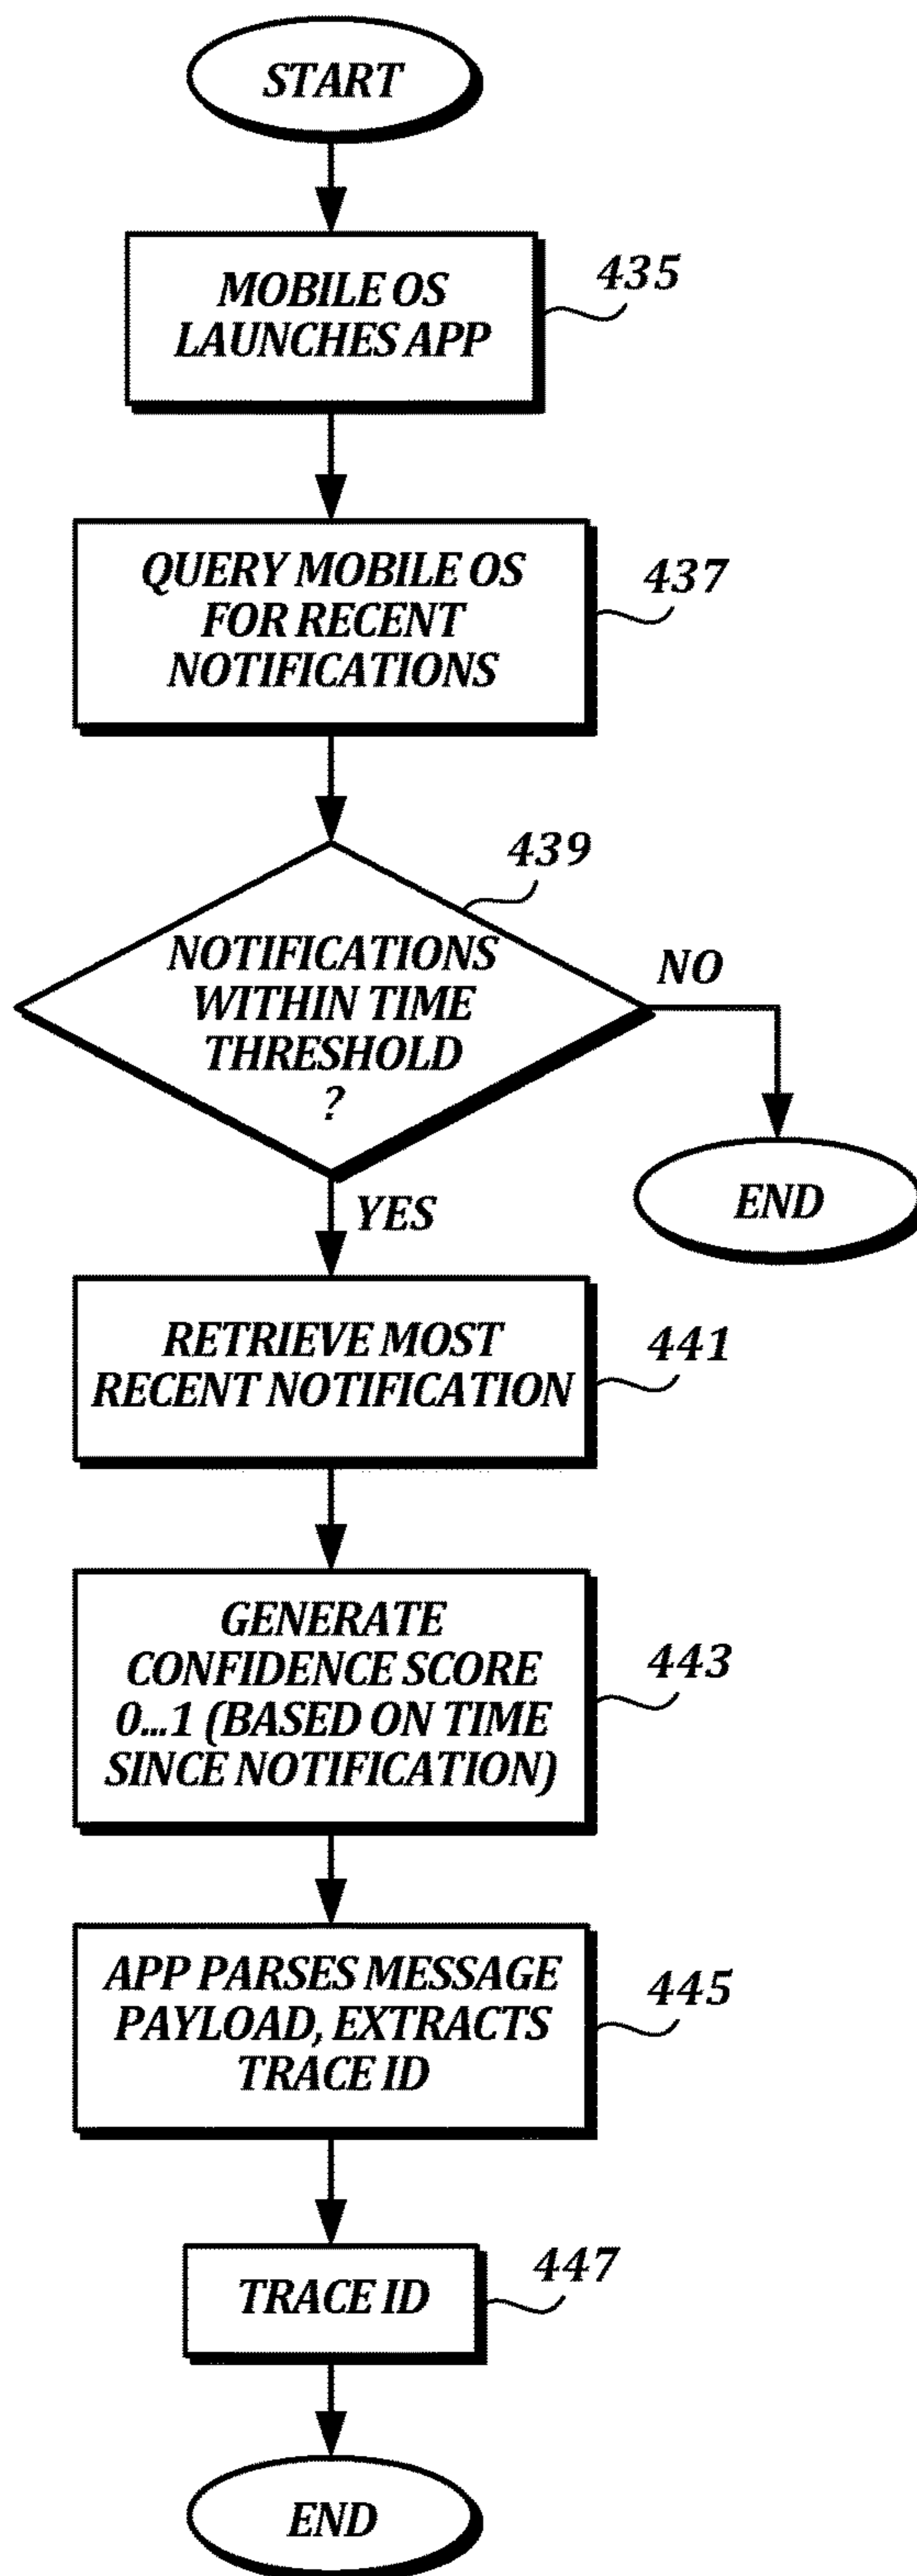 START
MOBILE OS
LAUNCHES APP
435
QUERY MOBILE OS
FOR RECENT
NOTIFICATIONS
437
439
NOTIFICATIONS
WITHIN TIME
THRESHOLD
?
NO
END
YES
RETRIEVE MOST
RECENT NOTIFICATION
441
GENERATE
CONFIDENCE SCORE
0...1 (BASED ON TIME
SINCE NOTIFICATION)
443
APP PARSES MESSAGE
PAYLOAD, EXTRACTS
TRACE ID
445
TRACE ID
447
END